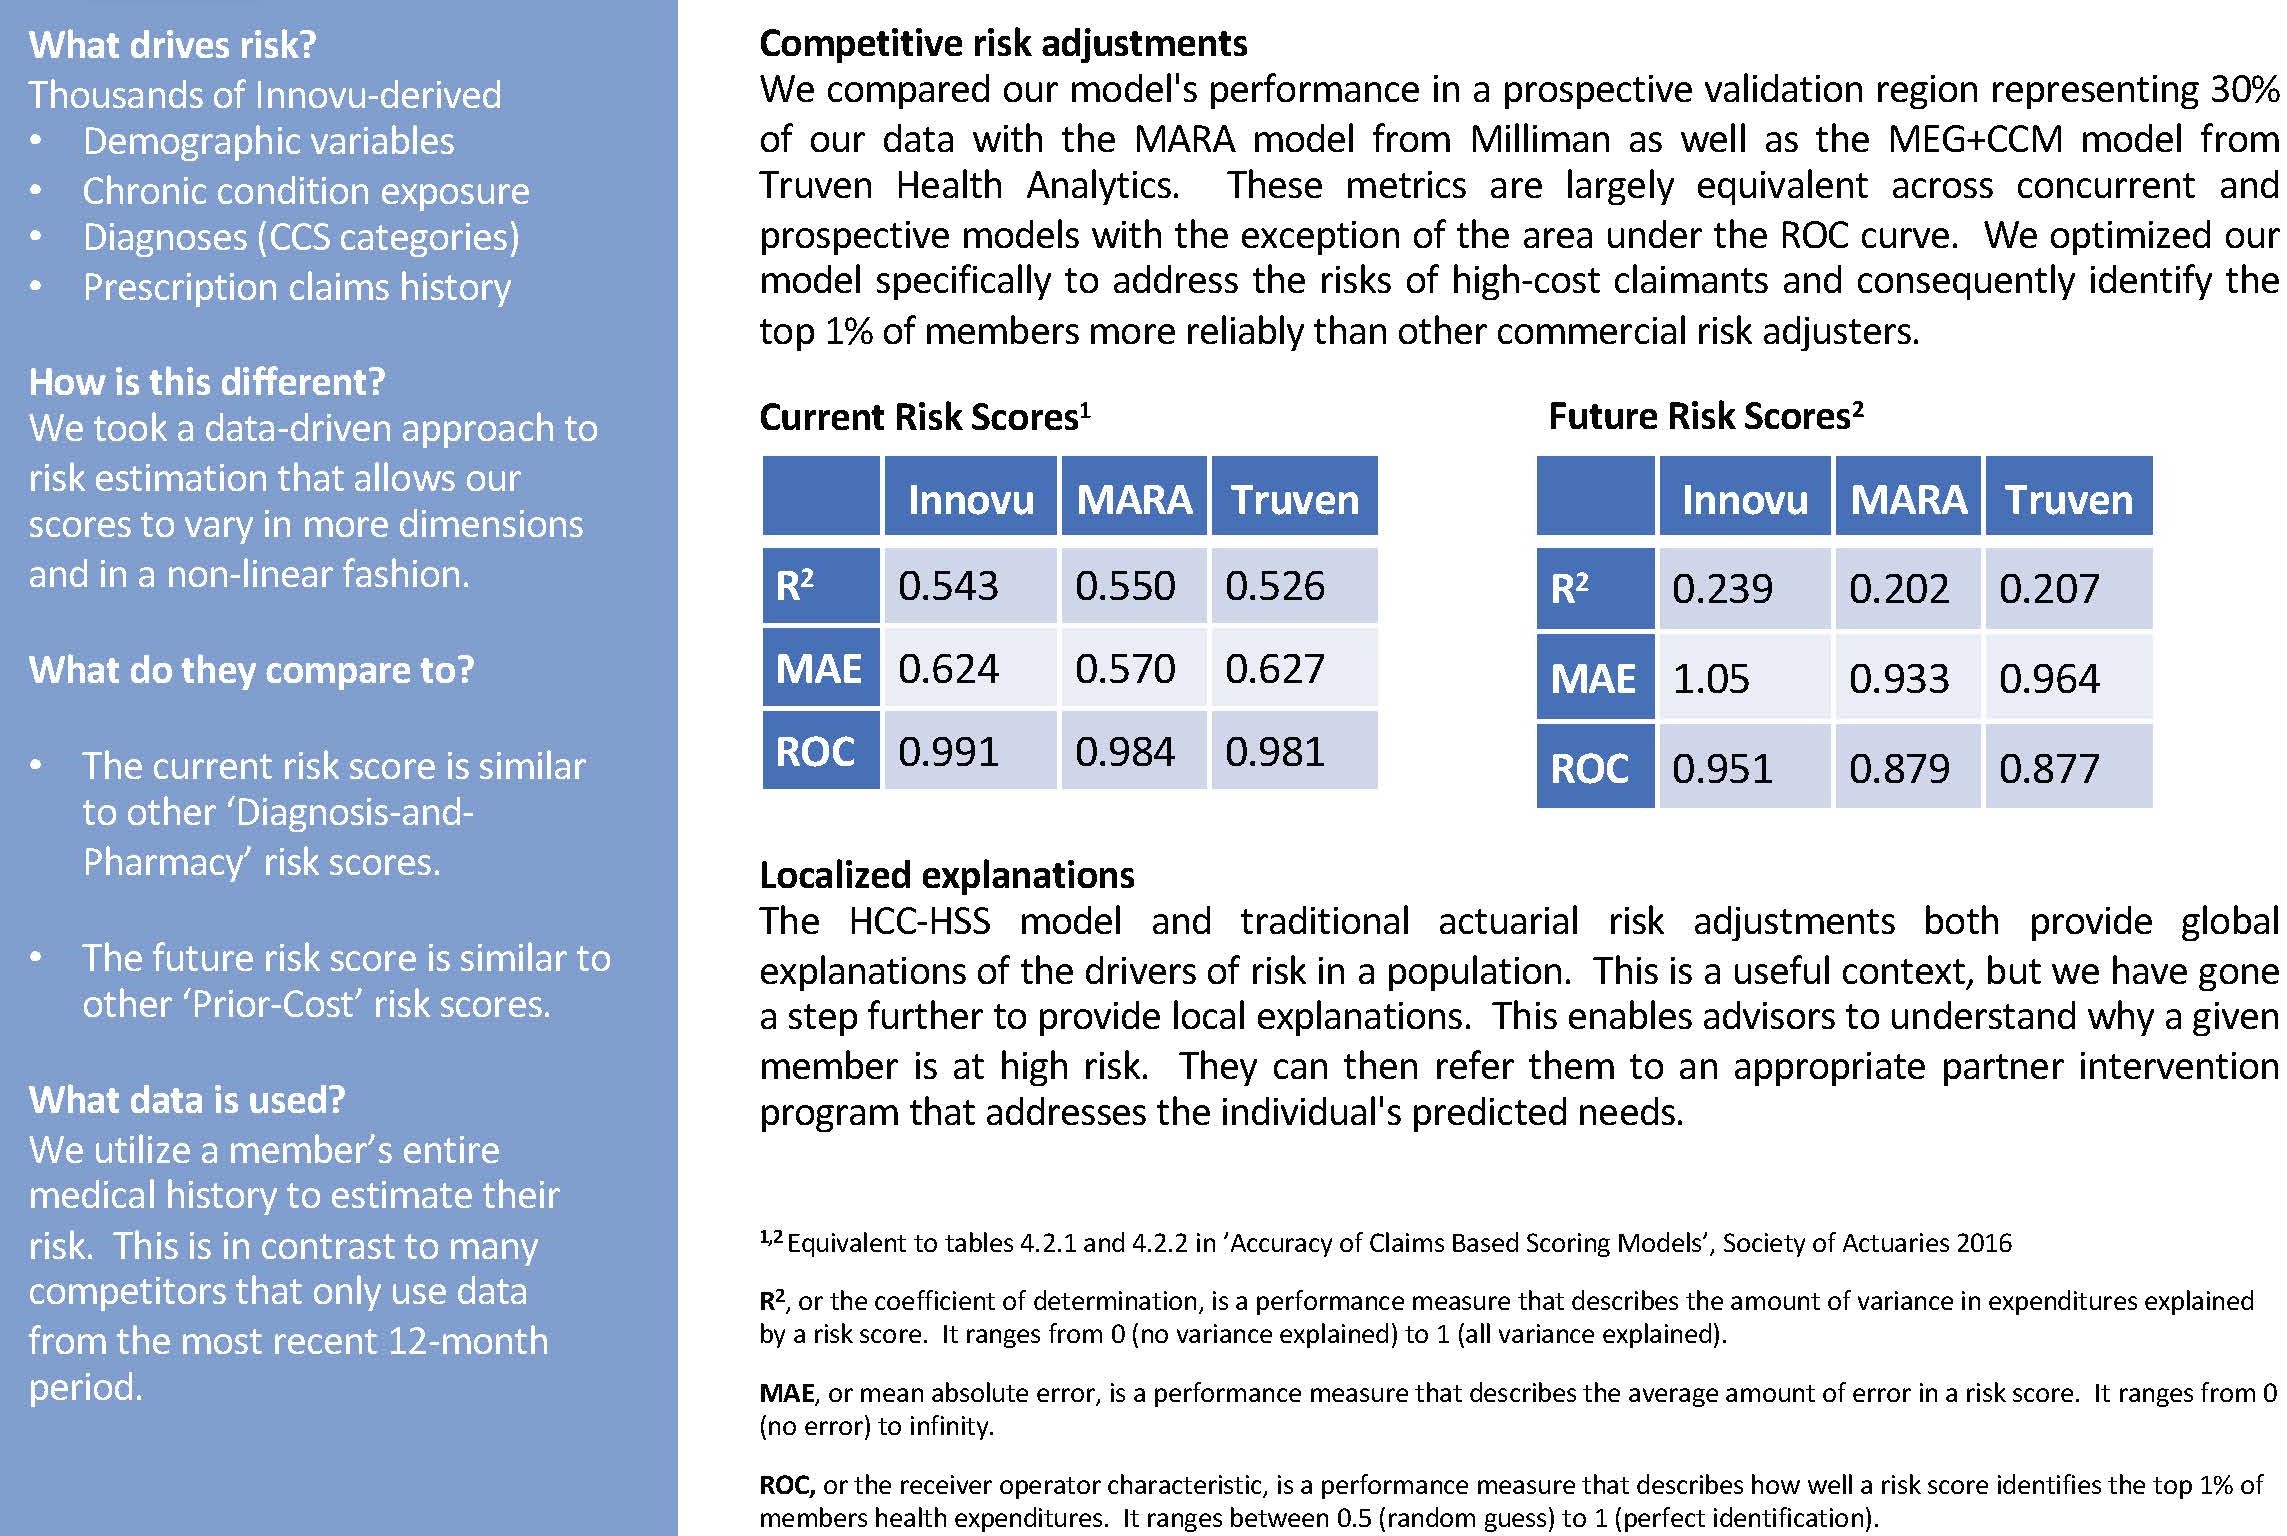 What drives risk?
Thousands of Innovu-derived
• Demographic variables
• Chronic condition exposure
• Diagnoses (CCS categories)
• Prescription claims history
How is this different?
We took a data-driven approach to
risk estimation that allows our
scores to vary in more dimensions
and in a non-linear fashion.
What do they compare to?
• The current risk score is similar
to other ‘Diagnosis-and-
Pharmacy’ risk scores.
• The future risk score is similar to
other ‘Prior-Cost’ risk scores.
What data is used?
We utilize a member’s entire
medical history to estimate their
risk. This is in contrast to many
competitors that only use data
from the most recent 12-month
period.
Competitive risk adjustments
We compared our model's performance in a prospective validation region representing 30%
of our data with the MARA model from Milliman as well as the MEG+CCM model from
Truven Health Analytics. These metrics are largely equivalent across concurrent and
prospective models with the exception of the area under the ROC curve. We optimized our
model specifically to address the risks of high-cost claimants and consequently identify the
top 1% of members more reliably than other commercial risk adjusters.
Current Risk Scores¹
Innovu MARA Truven
R² 0.543 0.550 0.526
MAE 0.624 0.570 0.627
ROC 0.991 0.984 0.981
Future Risk Scores²
Innovu MARA Truven
R² 0.239 0.202 0.207
MAE 1.05 0.933 0.964
ROC 0.951 0.879 0.877
Localized explanations
The HCC-HSS model and traditional actuarial risk adjustments both provide global
explanations of the drivers of risk in a population. This is a useful context, but we have gone
a step further to provide local explanations. This enables advisors to understand why a given
member is at high risk. They can then refer them to an appropriate partner intervention
program that addresses the individual's predicted needs.
¹,² Equivalent to tables 4.2.1 and 4.2.2 in ’Accuracy of Claims Based Scoring Models’, Society of Actuaries 2016
R², or the coefficient of determination, is a performance measure that describes the amount of variance in expenditures explained
by a risk score. It ranges from 0 (no variance explained) to 1 (all variance explained).
MAE, or mean absolute error, is a performance measure that describes the average amount of error in a risk score. It ranges from 0
(no error) to infinity.
ROC, or the receiver operator characteristic, is a performance measure that describes how well a risk score identifies the top 1% of
members health expenditures. It ranges between 0.5 (random guess) to 1 (perfect identification).